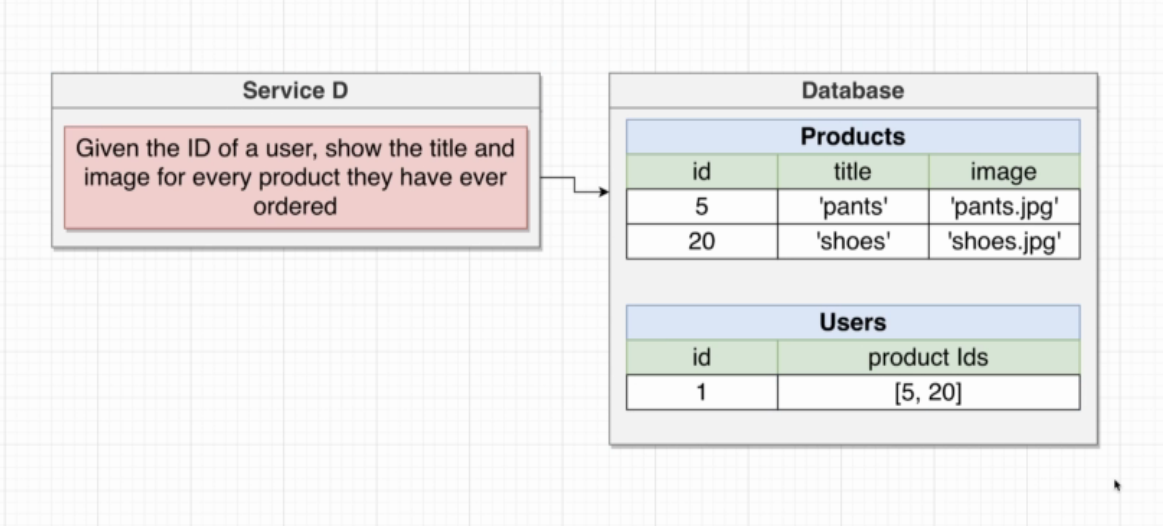 Service D
Given the ID of a user, show the title and
image for every product they have ever
ordered
Database
Products
id title image
5 'pants' 'pants.jpg'
20 'shoes' 'shoes.jpg'
Users
id product Ids
1 [5, 20]